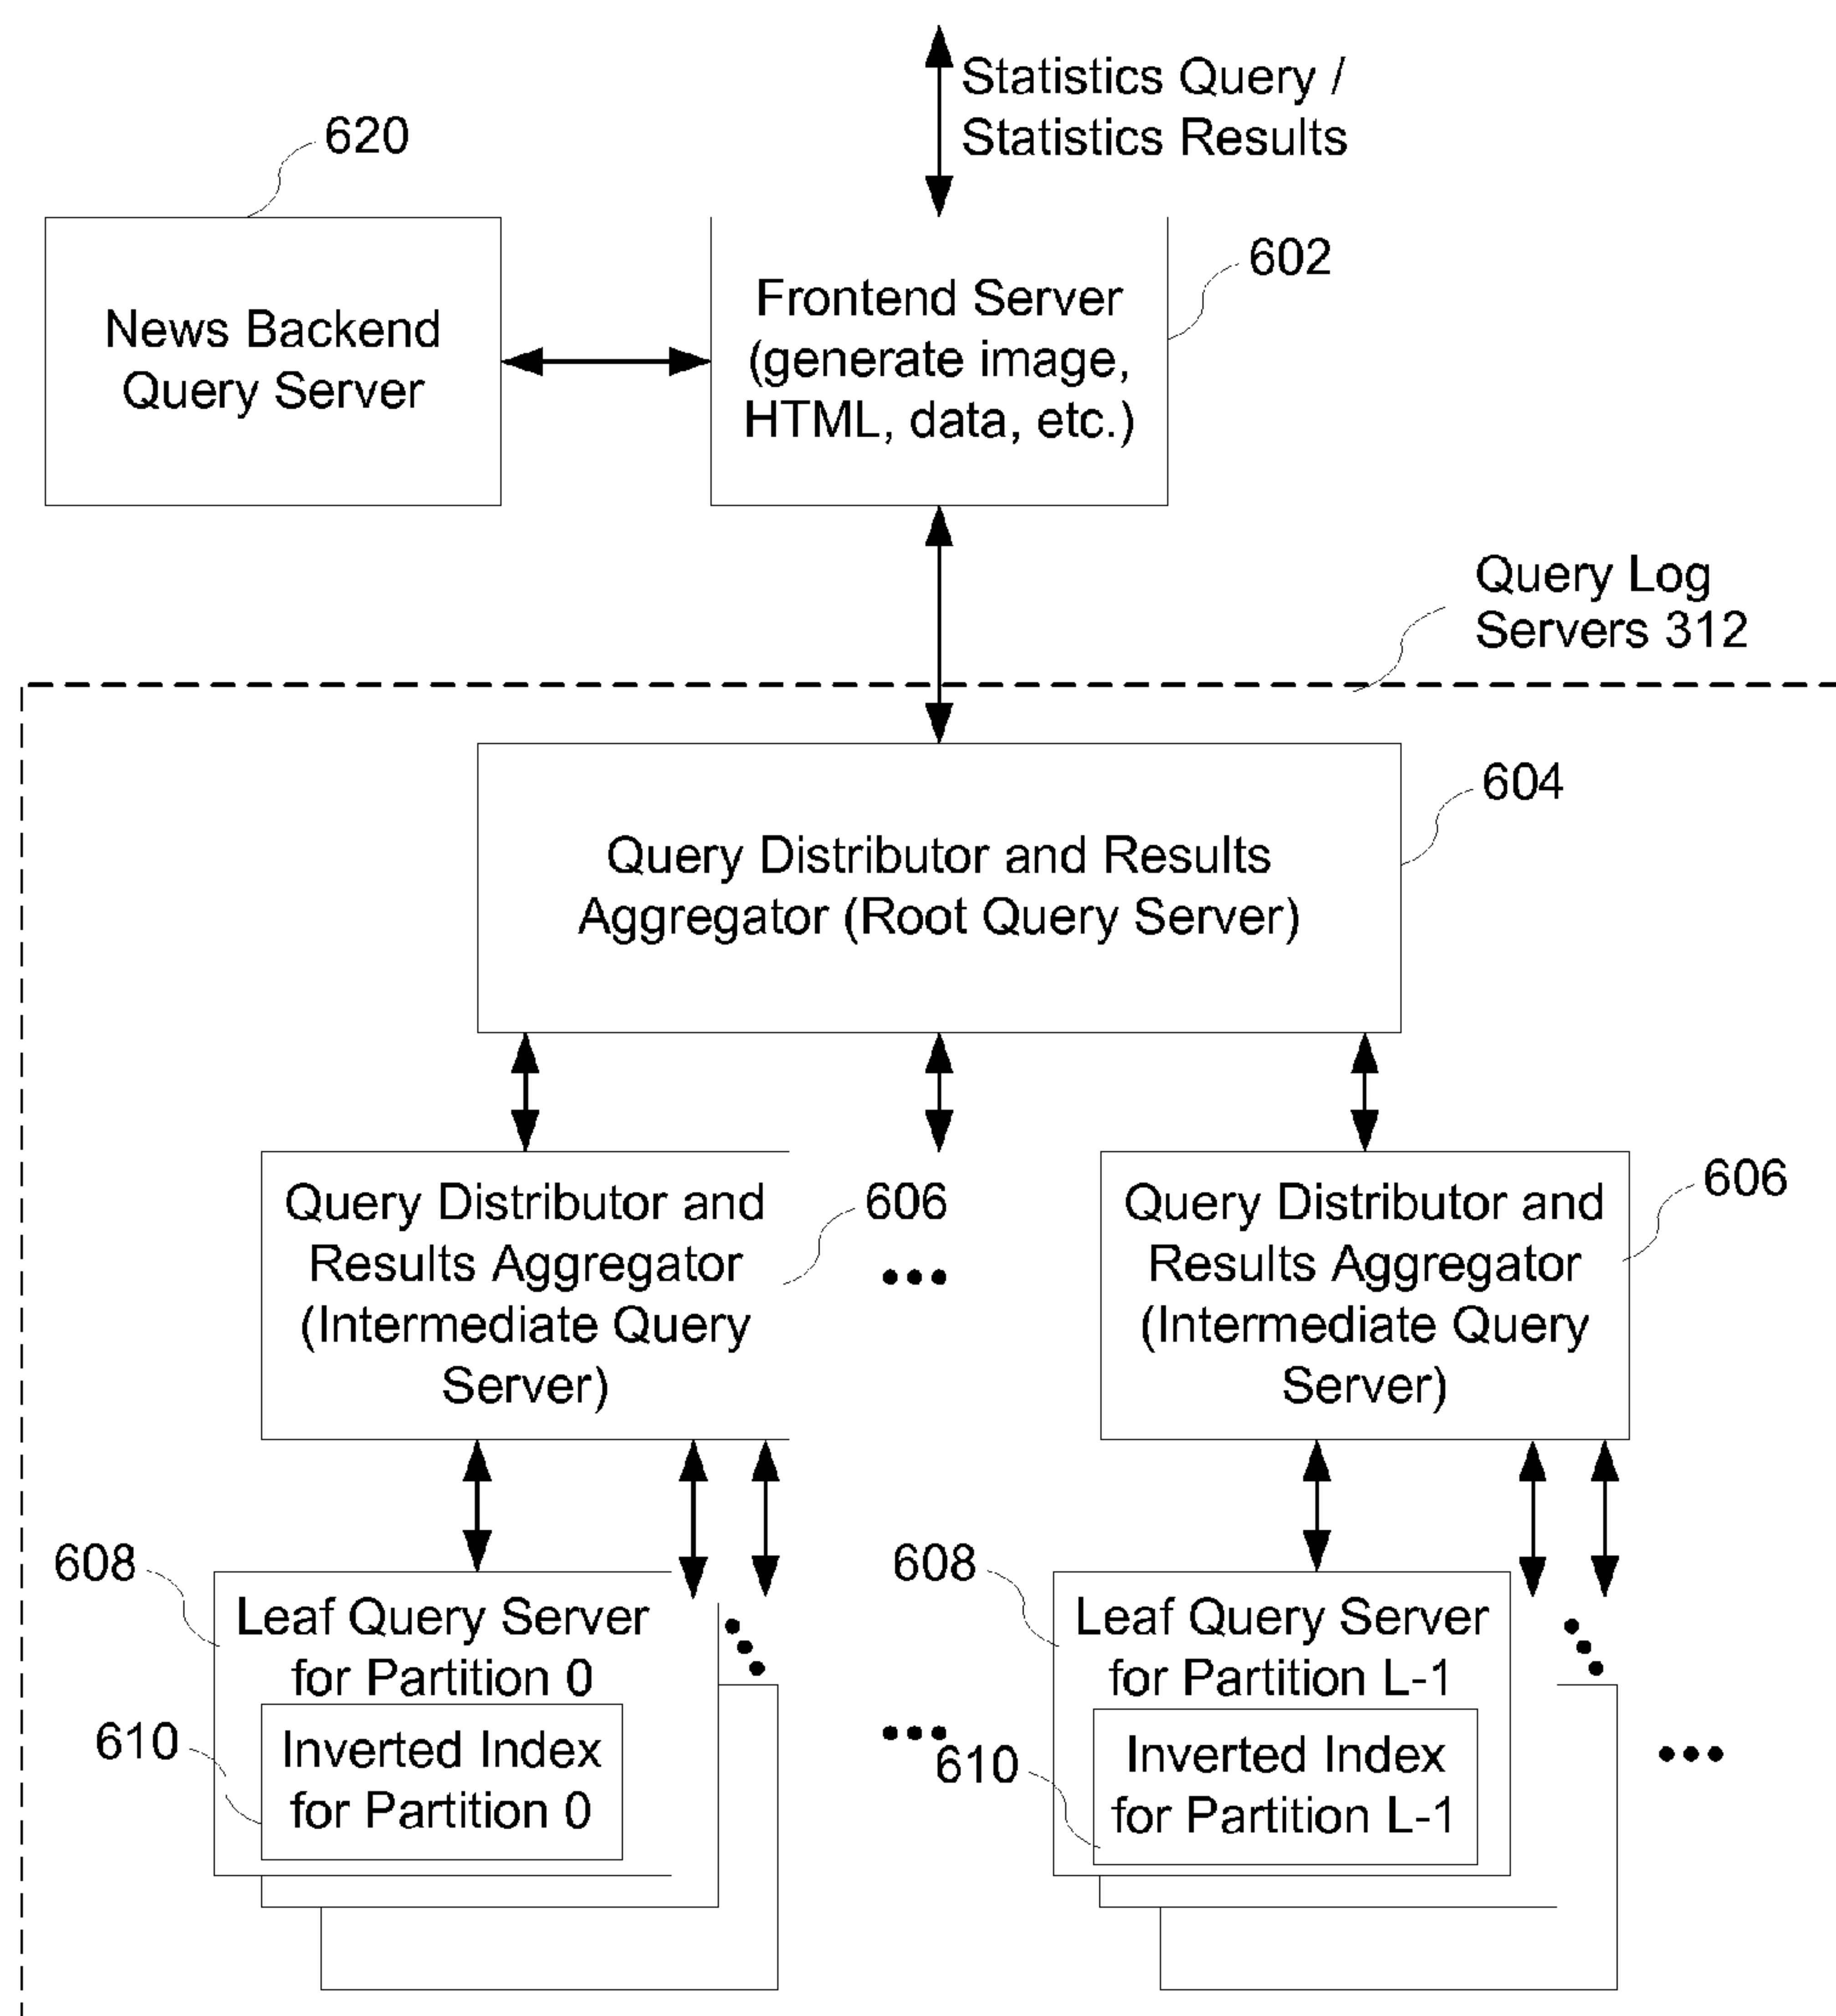 Statistics Query /
Statistics Results
620
News Backend
Query Server
602
Frontend Server
(generate image,
HTML, data, etc.)
Query Log
Servers 312
604
Query Distributor and Results
Aggregator (Root Query Server)
606
Query Distributor and
Results Aggregator
(Intermediate Query
Server)
•••
606
Query Distributor and
Results Aggregator
(Intermediate Query
Server)
608
Leaf Query Server
for Partition 0
610
Inverted Index
for Partition 0
•••
608
Leaf Query Server
for Partition L-1
610
Inverted Index
for Partition L-1
•••